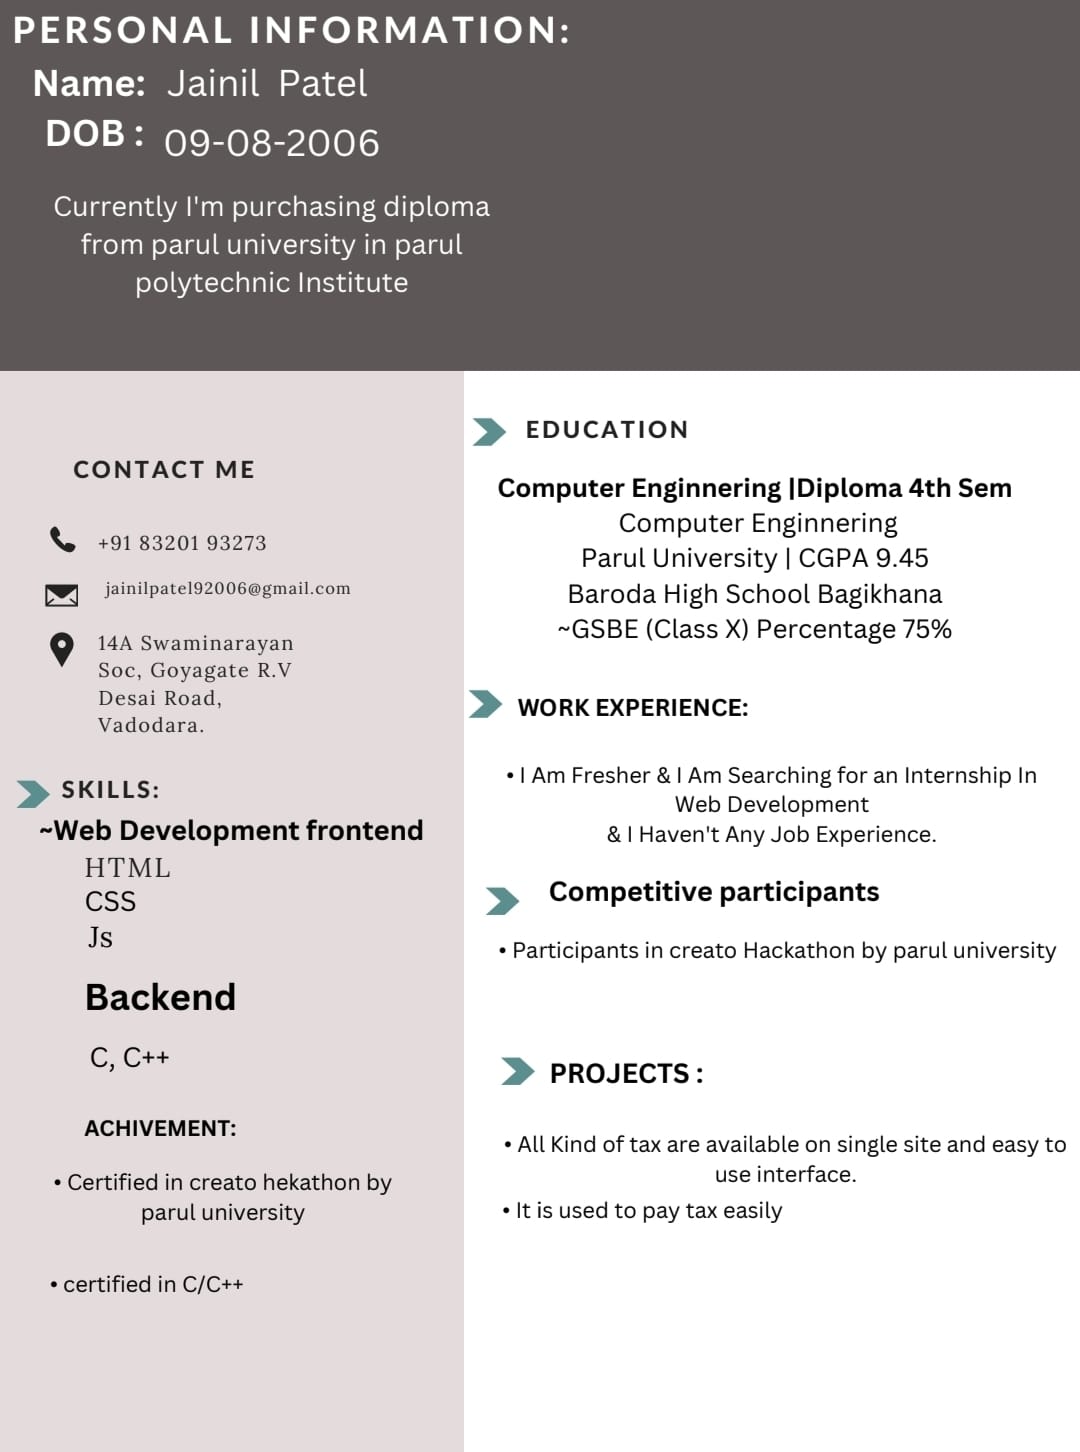 PERSONAL INFORMATION:
Name: Jainil Patel
DOB : 09-08-2006
Currently I'm purchasing diploma
from parul university in parul
polytechnic Institute
CONTACT ME
+91 83201 93273
jainilpatel92006@gmail.com
14A Swaminarayan
Soc, Goyagate R.V
Desai Road,
Vadodara.
SKILLS:
~Web Development frontend
HTML
CSS
Js
Backend
C, C++
ACHIVEMENT:
• Certified in creato hekathon by
parul university
• certified in C/C++
EDUCATION
Computer Enginnering |Diploma 4th Sem
Computer Enginnering
Parul University | CGPA 9.45
Baroda High School Bagikhana
~GSBE (Class X) Percentage 75%
WORK EXPERIENCE:
• I Am Fresher & I Am Searching for an Internship In
Web Development
& I Haven't Any Job Experience.
Competitive participants
• Participants in creato Hackathon by parul university
PROJECTS :
• All Kind of tax are available on single site and easy to
use interface.
• It is used to pay tax easily